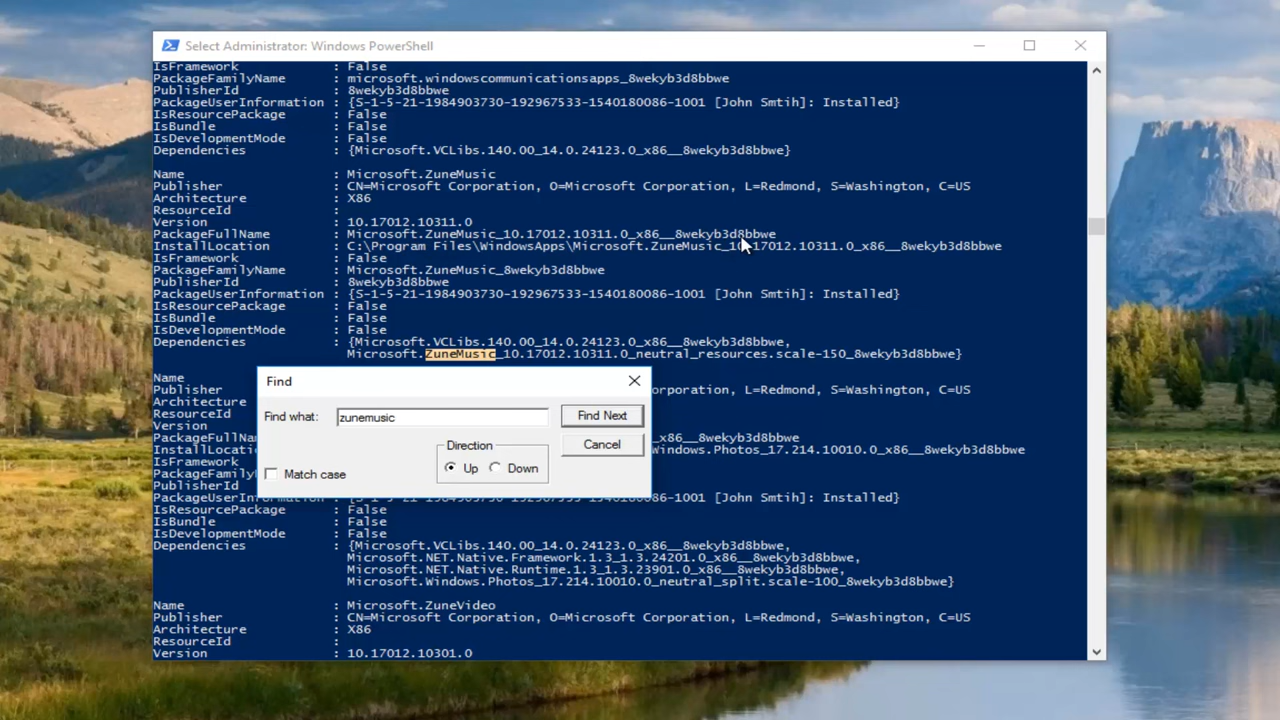 Select Administrator: Windows PowerShell
IsFramework : False
PackageFamilyName : microsoft.windowscommunicationsapps_8wekyb3d8bbwe
PublisherId : 8wekyb3d8bbwe
PackageUserInformation : {S-1-5-21-1984903730-192967533-1540180086-1001 [John Smtih]: Installed}
IsResourcePackage : False
IsBundle : False
IsDevelopmentMode : False
Dependencies : {Microsoft.VCLibs.140.00_14.0.24123.0_x86__8wekyb3d8bbwe}
Name : Microsoft.ZuneMusic
Publisher : CN=Microsoft Corporation, O=Microsoft Corporation, L=Redmond, S=Washington, C=US
Architecture : X86
ResourceId :
Version : 10.17012.10311.0
PackageFullName : Microsoft.ZuneMusic_10.17012.10311.0_x86__8wekyb3d8bbwe
InstallLocation : C:\Program Files\WindowsApps\Microsoft.ZuneMusic_10.17012.10311.0_x86__8wekyb3d8bbwe
IsFramework : False
PackageFamilyName : Microsoft.ZuneMusic_8wekyb3d8bbwe
PublisherId : 8wekyb3d8bbwe
PackageUserInformation : {S-1-5-21-1984903730-192967533-1540180086-1001 [John Smtih]: Installed}
IsResourcePackage : False
IsBundle : False
IsDevelopmentMode : False
Dependencies : {Microsoft.VCLibs.140.00_14.0.24123.0_x86__8wekyb3d8bbwe,
Microsoft.ZuneMusic_10.17012.10311.0_neutral_resources.scale-150_8wekyb3d8bbwe}
Name
Publisher orporation, L=Redmond, S=Washington, C=US
Architecture
ResourceId
Version
PackageFullNam 8wekyb3d8bbwe
InstallLocati indows.Photos_17.214.10010.0_x86__8wekyb3d8bbwe
IsFramework
PackageFamily
PublisherId
PackageUserInformation : {S-1-5-21-1984903730-192967533-1540180086-1001 [John Smtih]: Installed}
IsResourcePackage : False
IsBundle : False
IsDevelopmentMode : False
Dependencies : {Microsoft.VCLibs.140.00_14.0.24123.0_x86__8wekyb3d8bbwe,
Microsoft.NET.Native.Framework.1.3_1.3.24201.0_x86__8wekyb3d8bbwe,
Microsoft.NET.Native.Runtime.1.3_1.3.23901.0_x86__8wekyb3d8bbwe,
Microsoft.Windows.Photos_17.214.10010.0_neutral_split.scale-100_8wekyb3d8bbwe}
Name : Microsoft.ZuneVideo
Publisher : CN=Microsoft Corporation, O=Microsoft Corporation, L=Redmond, S=Washington, C=US
Architecture : X86
ResourceId :
Version : 10.17012.10301.0
Find
Find what: zunemusic
Find Next
Direction
Cancel
Match case
Up Down